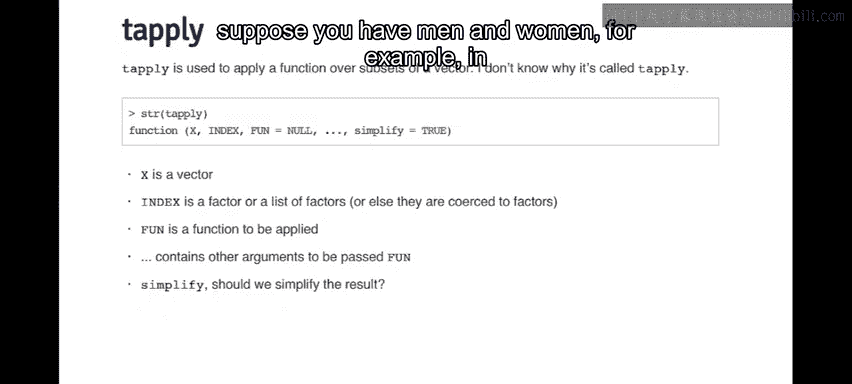 tapply
suppose you have men and women, for
example, in
tapply is used to apply a function over subsets of a vector. I don't know why it's called tapply.
> str(tapply)
function (X, INDEX, FUN = NULL, ..., simplify = TRUE)
· X is a vector
· INDEX is a factor or a list of factors (or else they are coerced to factors)
· FUN is a function to be applied
· ... contains other arguments to be passed FUN
· simplify, should we simplify the result?